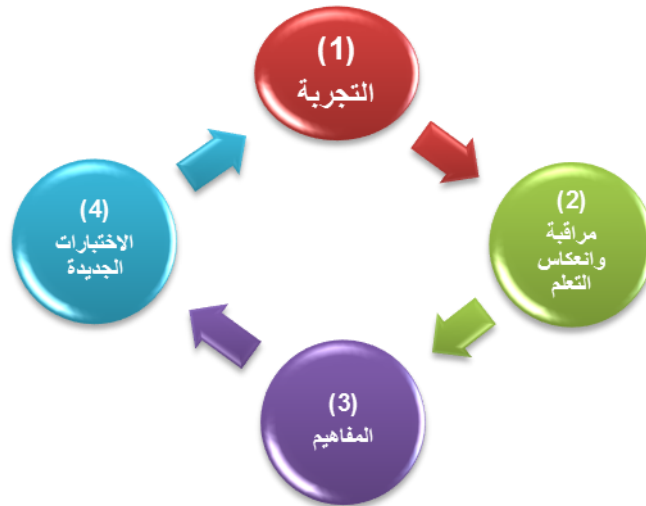 (1)
التجربة
(2)
مراقبة
وانعكاس
التعلم
(3)
المفاهيم
(4)
الاختبارات
الجديدة